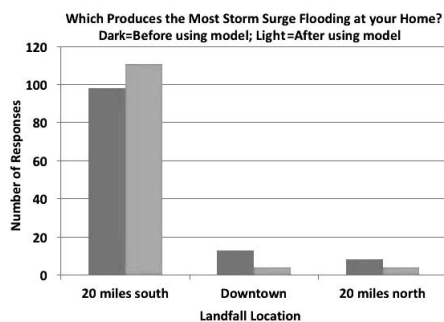 Which Produces the Most Storm Surge Flooding at your Home?
Dark=Before using model; Light=After using model
Number of Responses
120
100
80
60
40
20
0
20 miles south
Downtown
20 miles north
Landfall Location